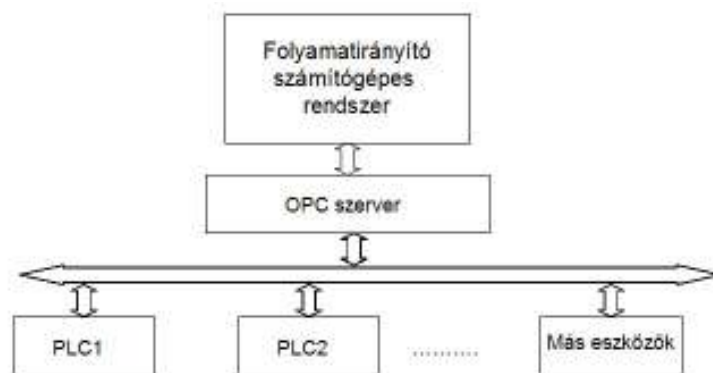 Folyamatirányító
számítógépes
rendszer
OPC szerver
PLC1
PLC2
..........
Más eszközök